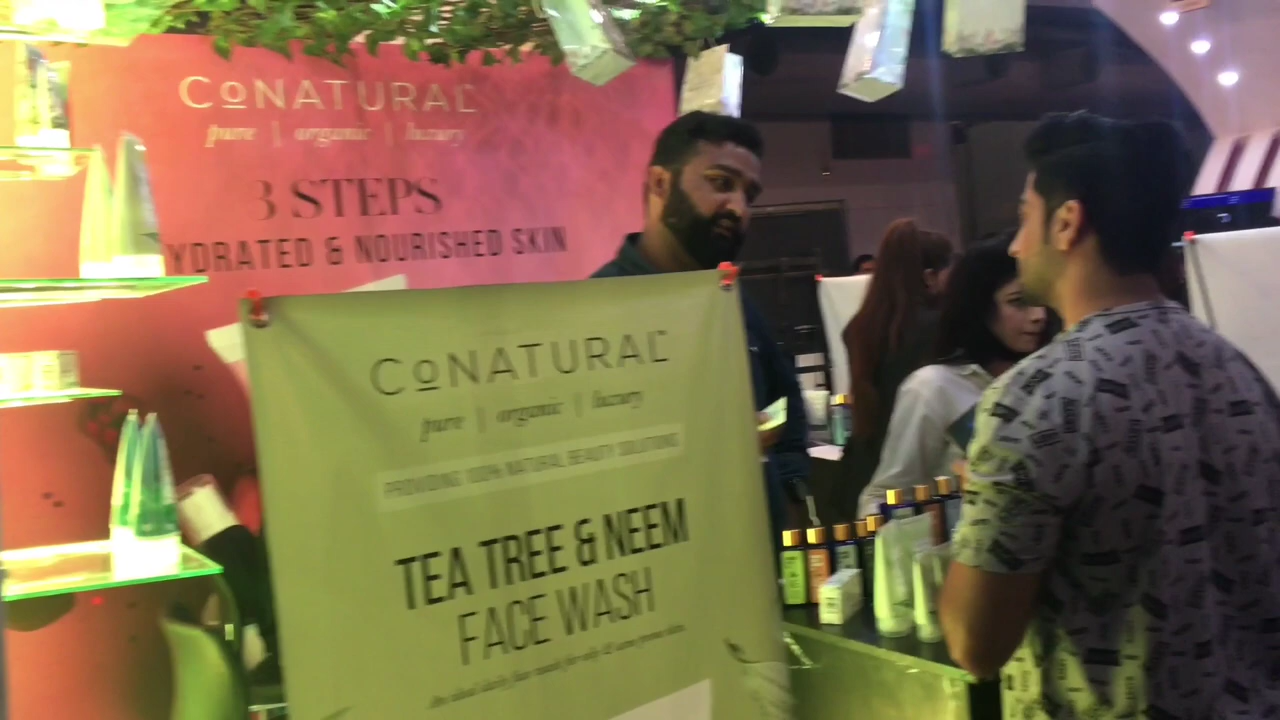 CoNATURAL
pure | organic | luxury
3 STEPS
YDRATED & NOURISHED SKIN
CoNATURAL
pure | organic | luxury
PROVIDING 100% NATURAL BEAUTY SOLUTIONS
TEA TREE & NEEM
FACE WASH